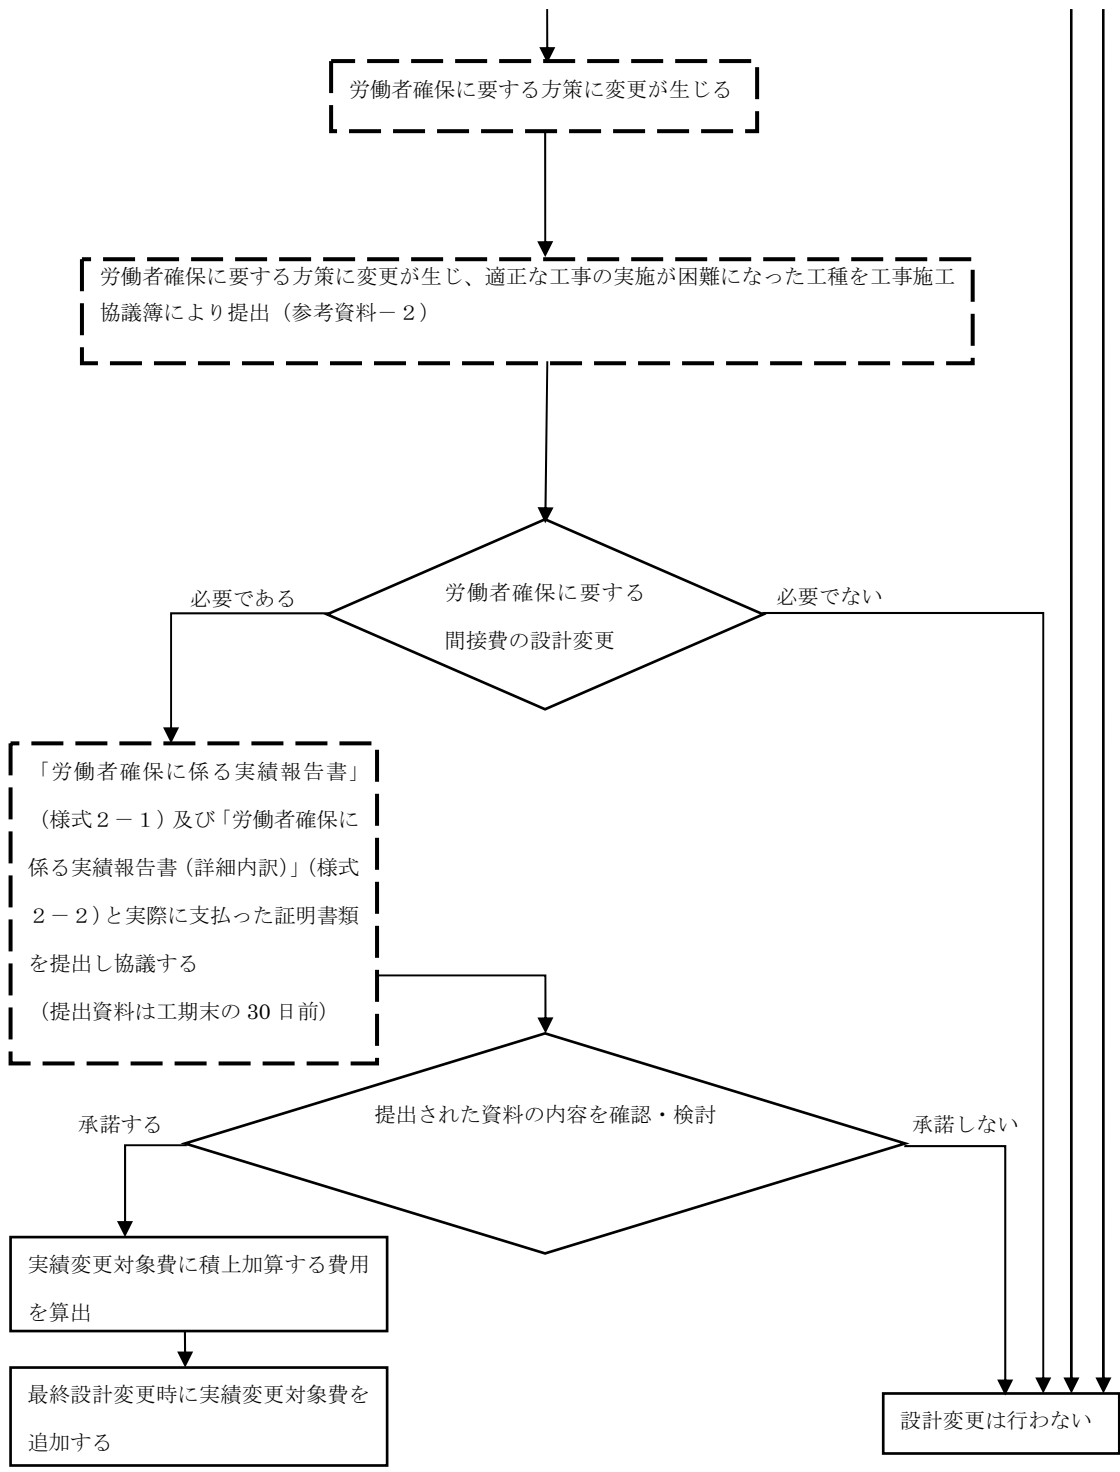 労働者確保に要する方策に変更が生じる
労働者確保に要する方策に変更が生じ、適正な工事の実施が困難になった工種を工事施工
協議簿により提出（参考資料－２）
労働者確保に要する
間接費の設計変更
必要である
必要でない
「労働者確保に係る実績報告書」
（様式２－１）及び「労働者確保に
係る実績報告書（詳細内訳）」（様式
２－２）と実際に支払った証明書類
を提出し協議する
（提出資料は工期末の 30 日前）
提出された資料の内容を確認・検討
承諾する
承諾しない
実績変更対象費に積上加算する費用
を算出
最終設計変更時に実績変更対象費を
追加する
設計変更は行わない